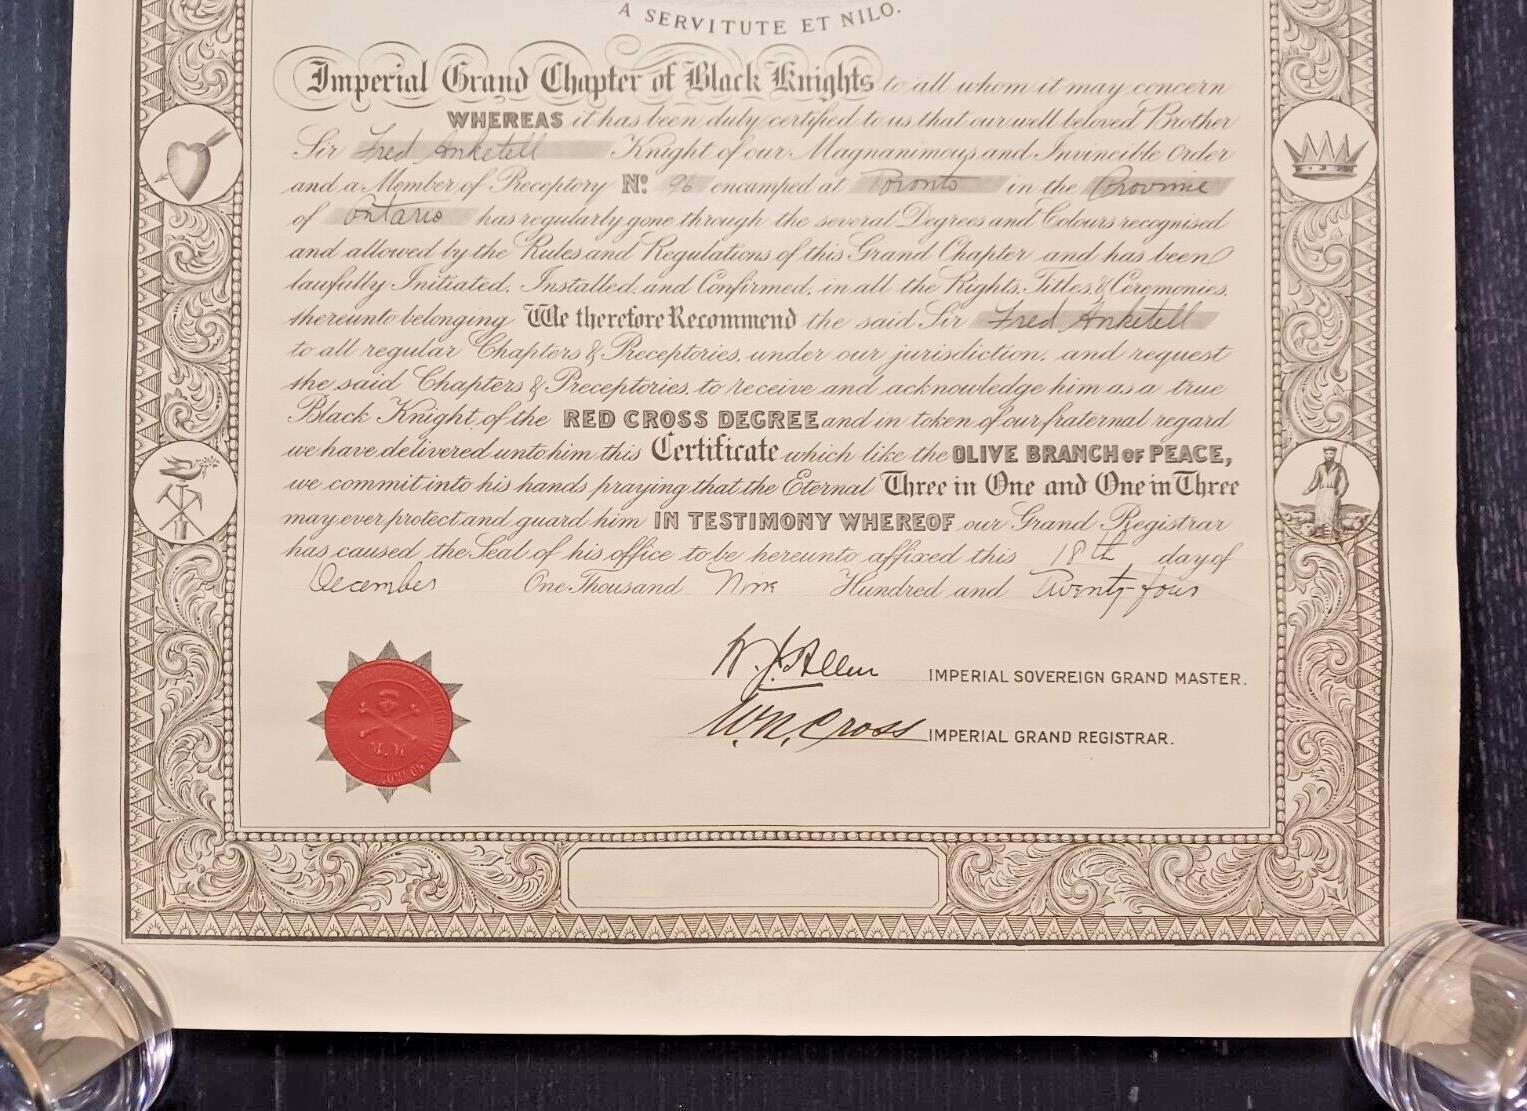 A SERVITUTE ET NILO.
Imperial Grand Chapter of Black Knights to all whom it may concern
WHEREAS it has been duly certified to us that our well beloved Brother
Sir Fred Anketell Knight of our Magnanimous and Invincible Order
and a Member of Preceptory No. 96 encamped at Toronto in the Province
of Ontario has regularly gone through the several Degrees and Colours recognised
and allowed by the Rules and Regulations of this Grand Chapter and has been
lawfully Initiated, Installed, and Confirmed, in all the Rights, Titles, & Ceremonies,
thereunto belonging We therefore Recommend the said Sir Fred Anketell
to all regular Chapters & Preceptories, under our jurisdiction, and request
the said Chapters & Preceptories, to receive and acknowledge him as a true
Black Knight, of the RED CROSS DEGREE and in token of our fraternal regard
we have delivered unto him this Certificate which like the OLIVE BRANCH of PEACE,
we commit into his hands praying that the Eternal Three in One and One in Three
may ever protect and guard him IN TESTIMONY WHEREOF our Grand Registrar
has caused the Seal of his office to be hereunto affixed this 18th day of
December One Thousand Nine Hundred and Twenty-four
W. J. Allen IMPERIAL SOVEREIGN GRAND MASTER.
W. M. Cross IMPERIAL GRAND REGISTRAR.
M. M